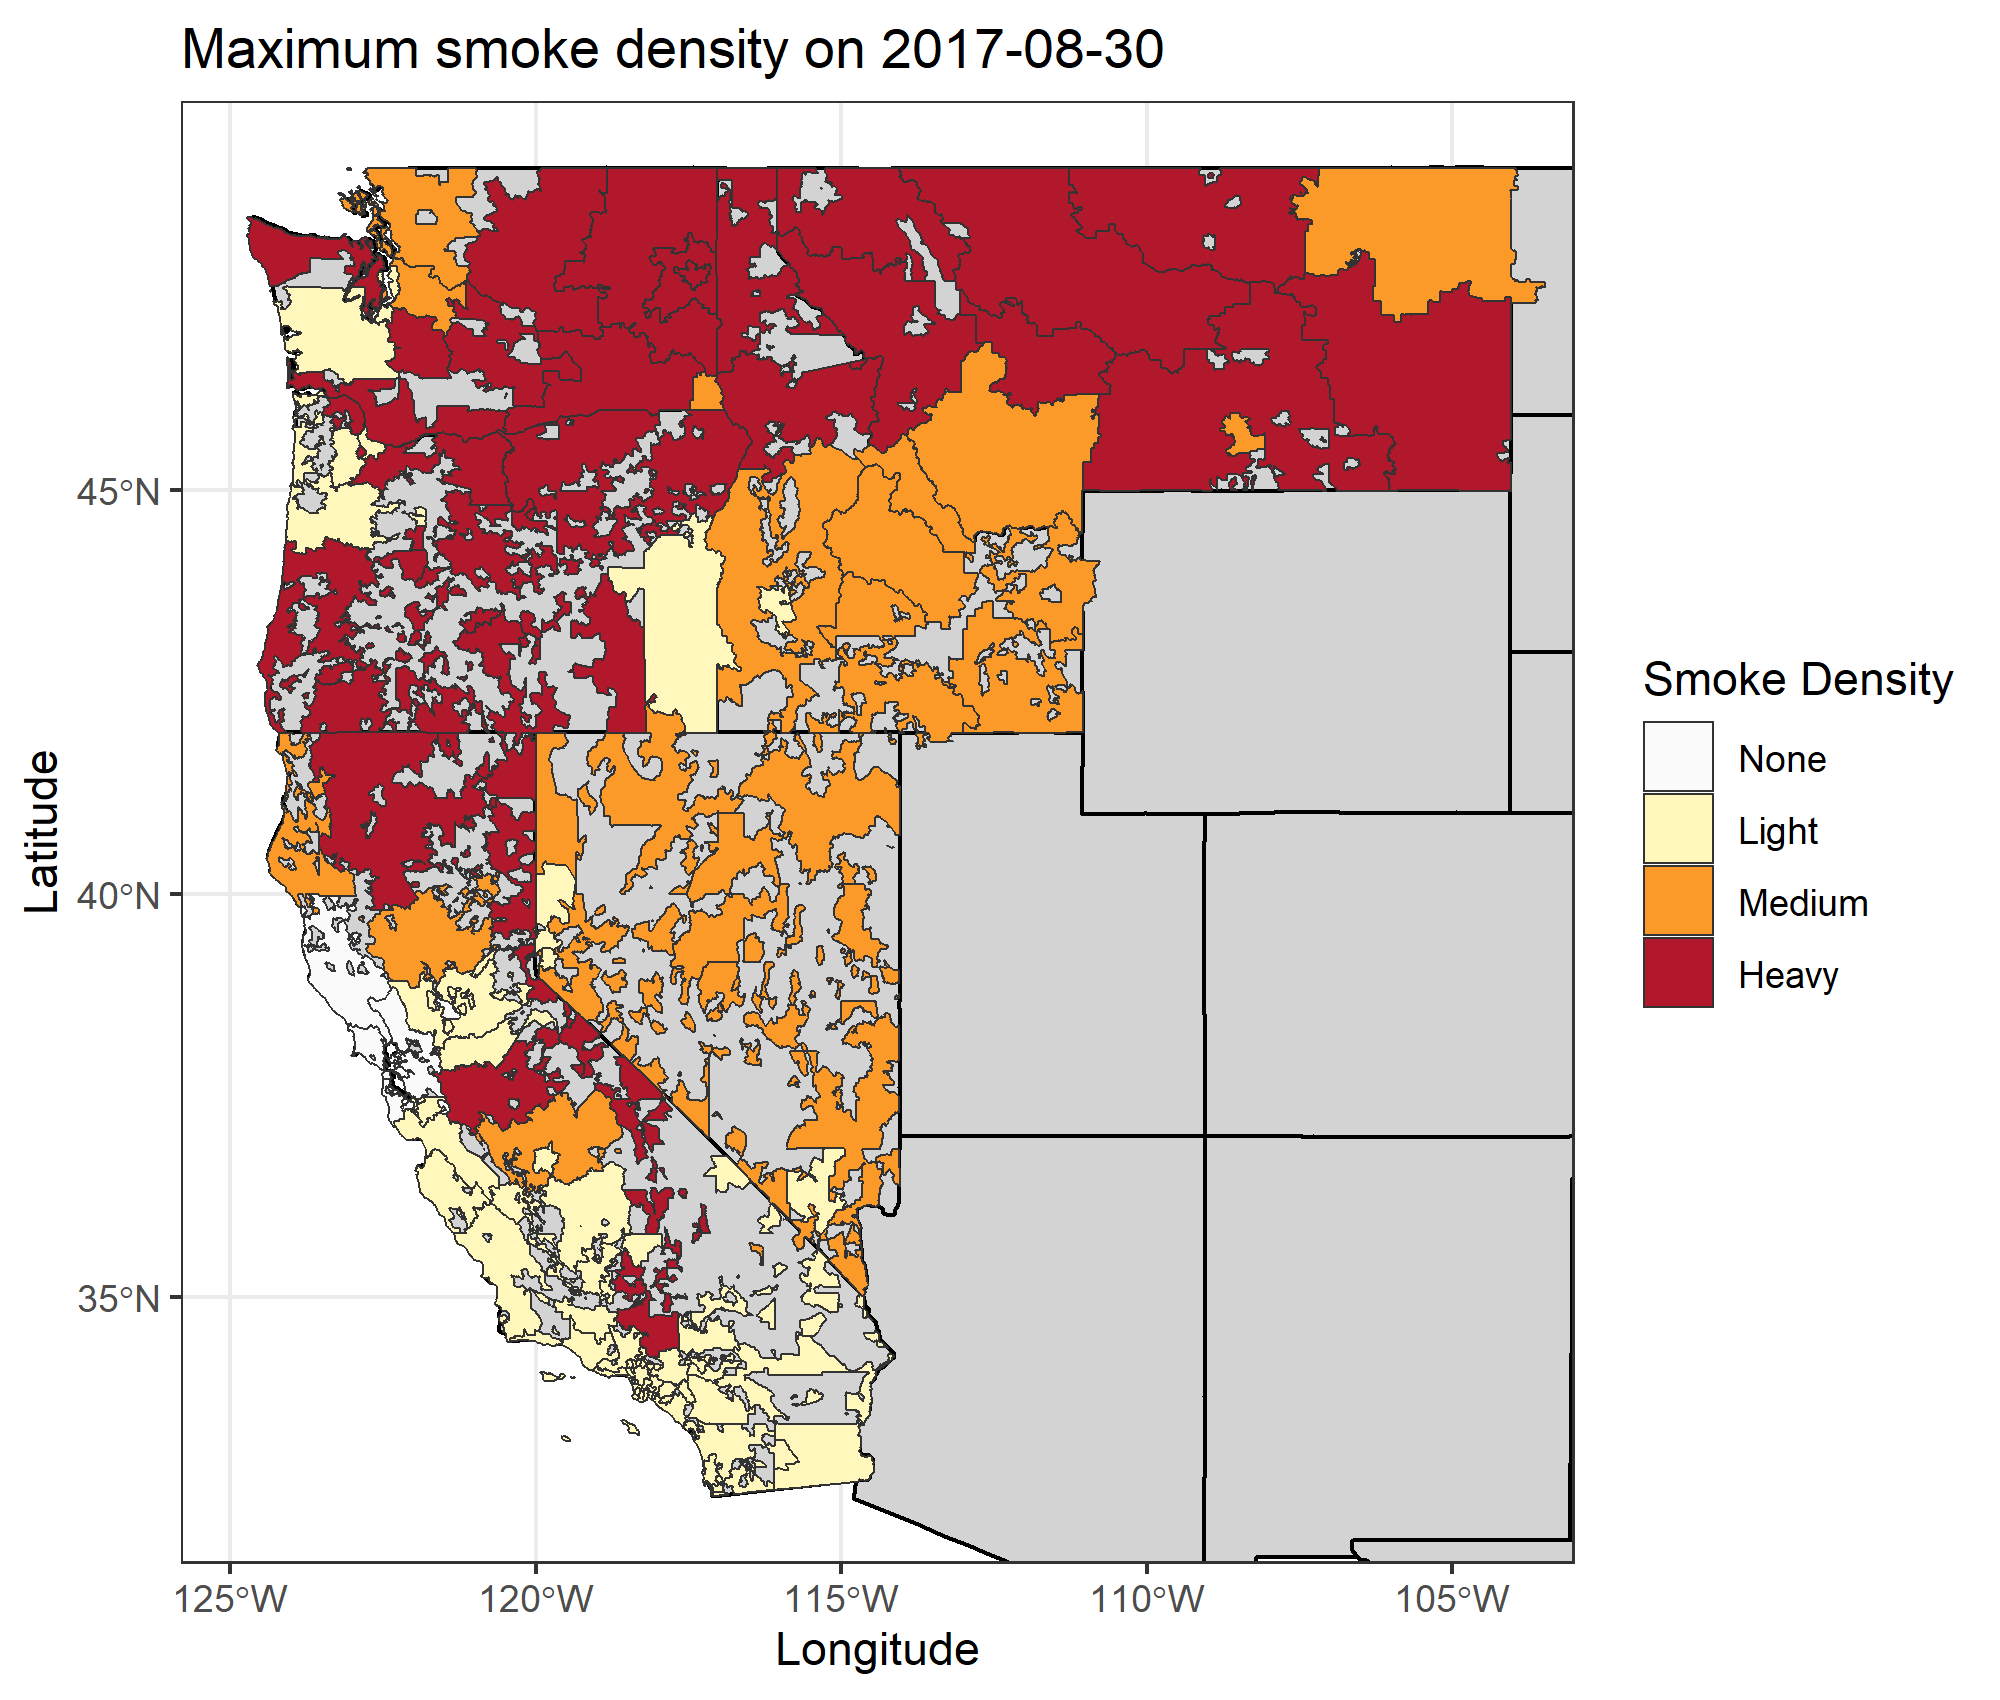 Maximum smoke density on 2017-08-30
45°N
40°N
35°N
Latitude
125°W
120°W
115°W
110°W
105°W
Longitude
Smoke Density
None
Light
Medium
Heavy